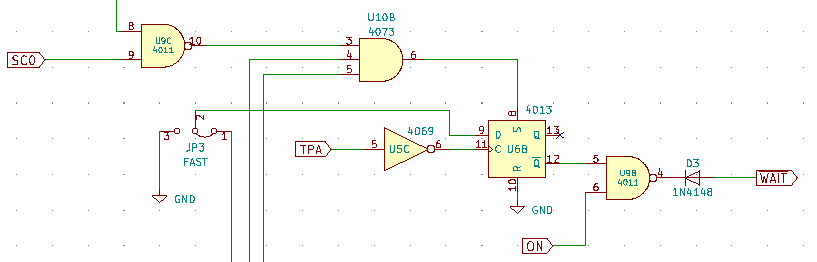 U10B
4073
8
U9C
4011
10
9
SC0
3
4
5
6
2
3
1
JP3
FAST
GND
TPA
5
4069
U5C
6
8
4013
9
D
S
Q
13
11
C
U6B
Q
12
R
10
GND
5
6
U9B
4011
4
D3
1N4148
WAIT
ON